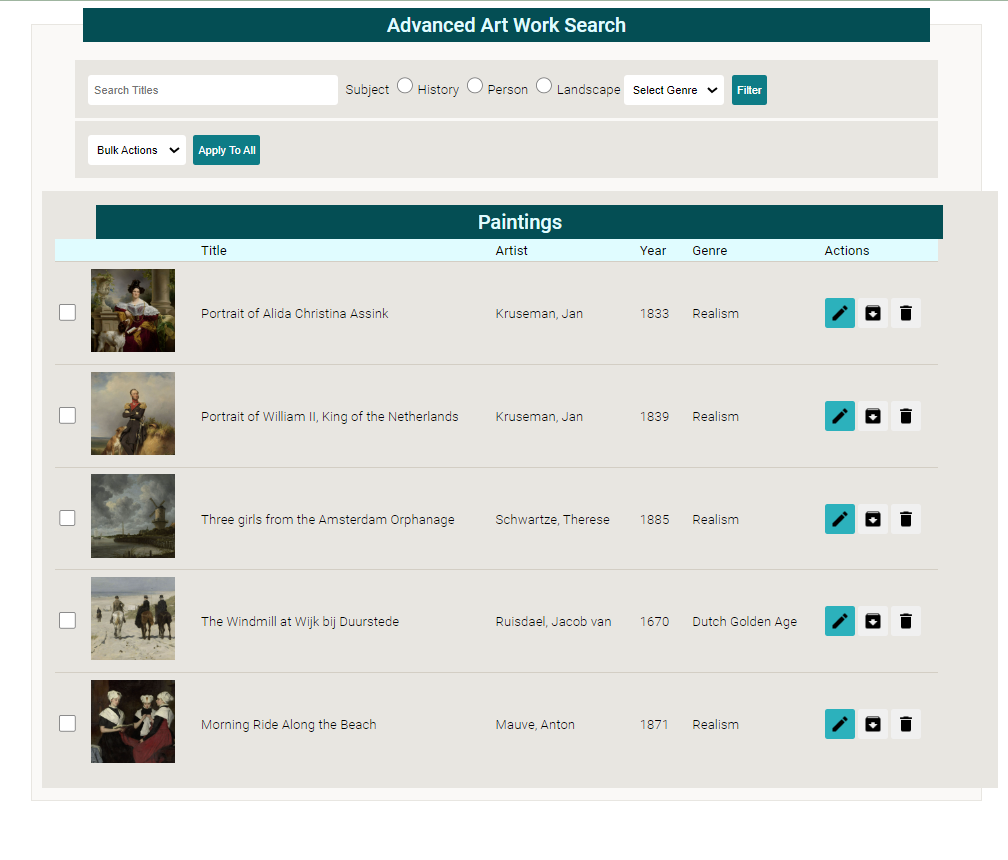 Advanced Art Work Search
Search Titles Subject History Person Landscape Select Genre Filter
Bulk Actions Apply To All
Paintings
Title Artist Year Genre Actions
Portrait of Alida Christina Assink Kruseman, Jan 1833 Realism
Portrait of William II, King of the Netherlands Kruseman, Jan 1839 Realism
Three girls from the Amsterdam Orphanage Schwartze, Therese 1885 Realism
The Windmill at Wijk bij Duurstede Ruisdael, Jacob van 1670 Dutch Golden Age
Morning Ride Along the Beach Mauve, Anton 1871 Realism